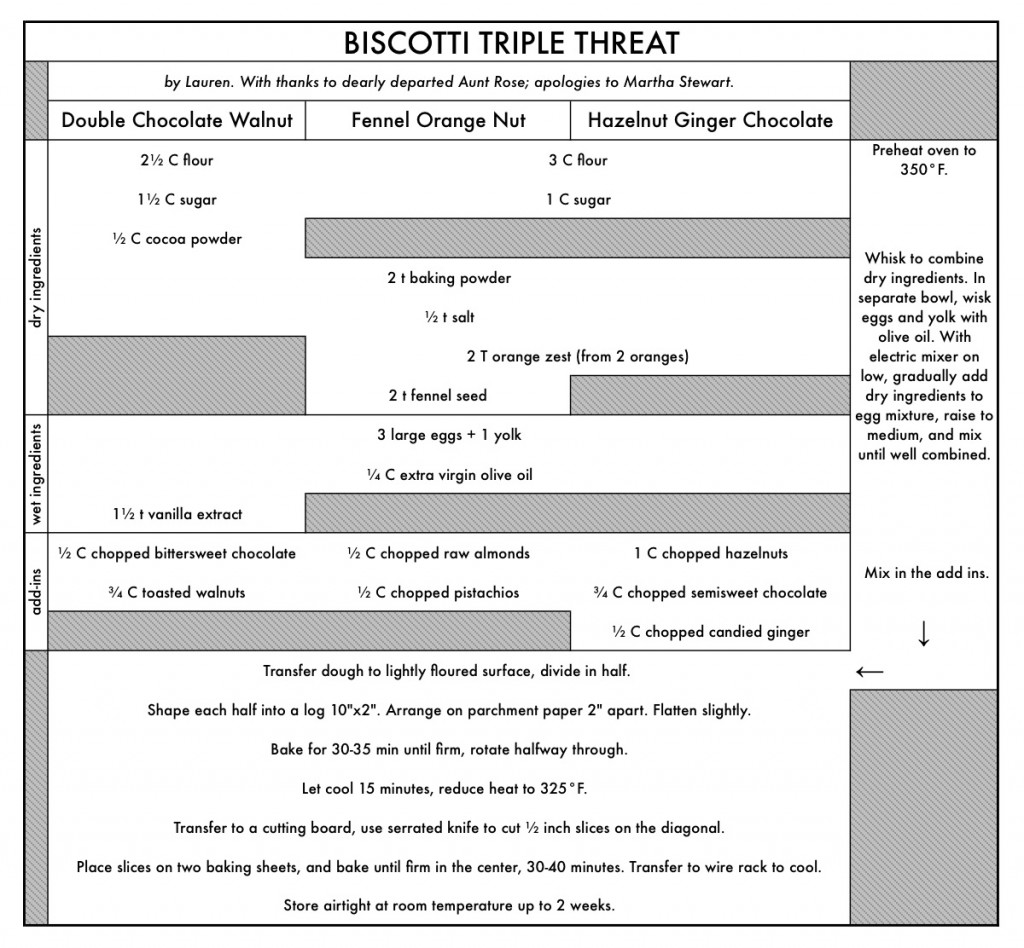 BISCOTTI TRIPLE THREAT
by Lauren. With thanks to dearly departed Aunt Rose; apologies to Martha Stewart.
Double Chocolate Walnut
Fennel Orange Nut
Hazelnut Ginger Chocolate
dry ingredients
2½ C flour
3 C flour
1½ C sugar
1 C sugar
½ C cocoa powder
2 t baking powder
½ t salt
2 T orange zest (from 2 oranges)
2 t fennel seed
wet ingredients
3 large eggs + 1 yolk
¼ C extra virgin olive oil
1½ t vanilla extract
add-ins
½ C chopped bittersweet chocolate
½ C chopped raw almonds
1 C chopped hazelnuts
¾ C toasted walnuts
½ C chopped pistachios
¾ C chopped semisweet chocolate
½ C chopped candied ginger
Preheat oven to
350°F.
Whisk to combine
dry ingredients. In
separate bowl, wisk
eggs and yolk with
olive oil. With
electric mixer on
low, gradually add
dry ingredients to
egg mixture, raise to
medium, and mix
until well combined.
Mix in the add ins.
↓
←
Transfer dough to lightly floured surface, divide in half.
Shape each half into a log 10"x2". Arrange on parchment paper 2" apart. Flatten slightly.
Bake for 30-35 min until firm, rotate halfway through.
Let cool 15 minutes, reduce heat to 325°F.
Transfer to a cutting board, use serrated knife to cut ½ inch slices on the diagonal.
Place slices on two baking sheets, and bake until firm in the center, 30-40 minutes. Transfer to wire rack to cool.
Store airtight at room temperature up to 2 weeks.